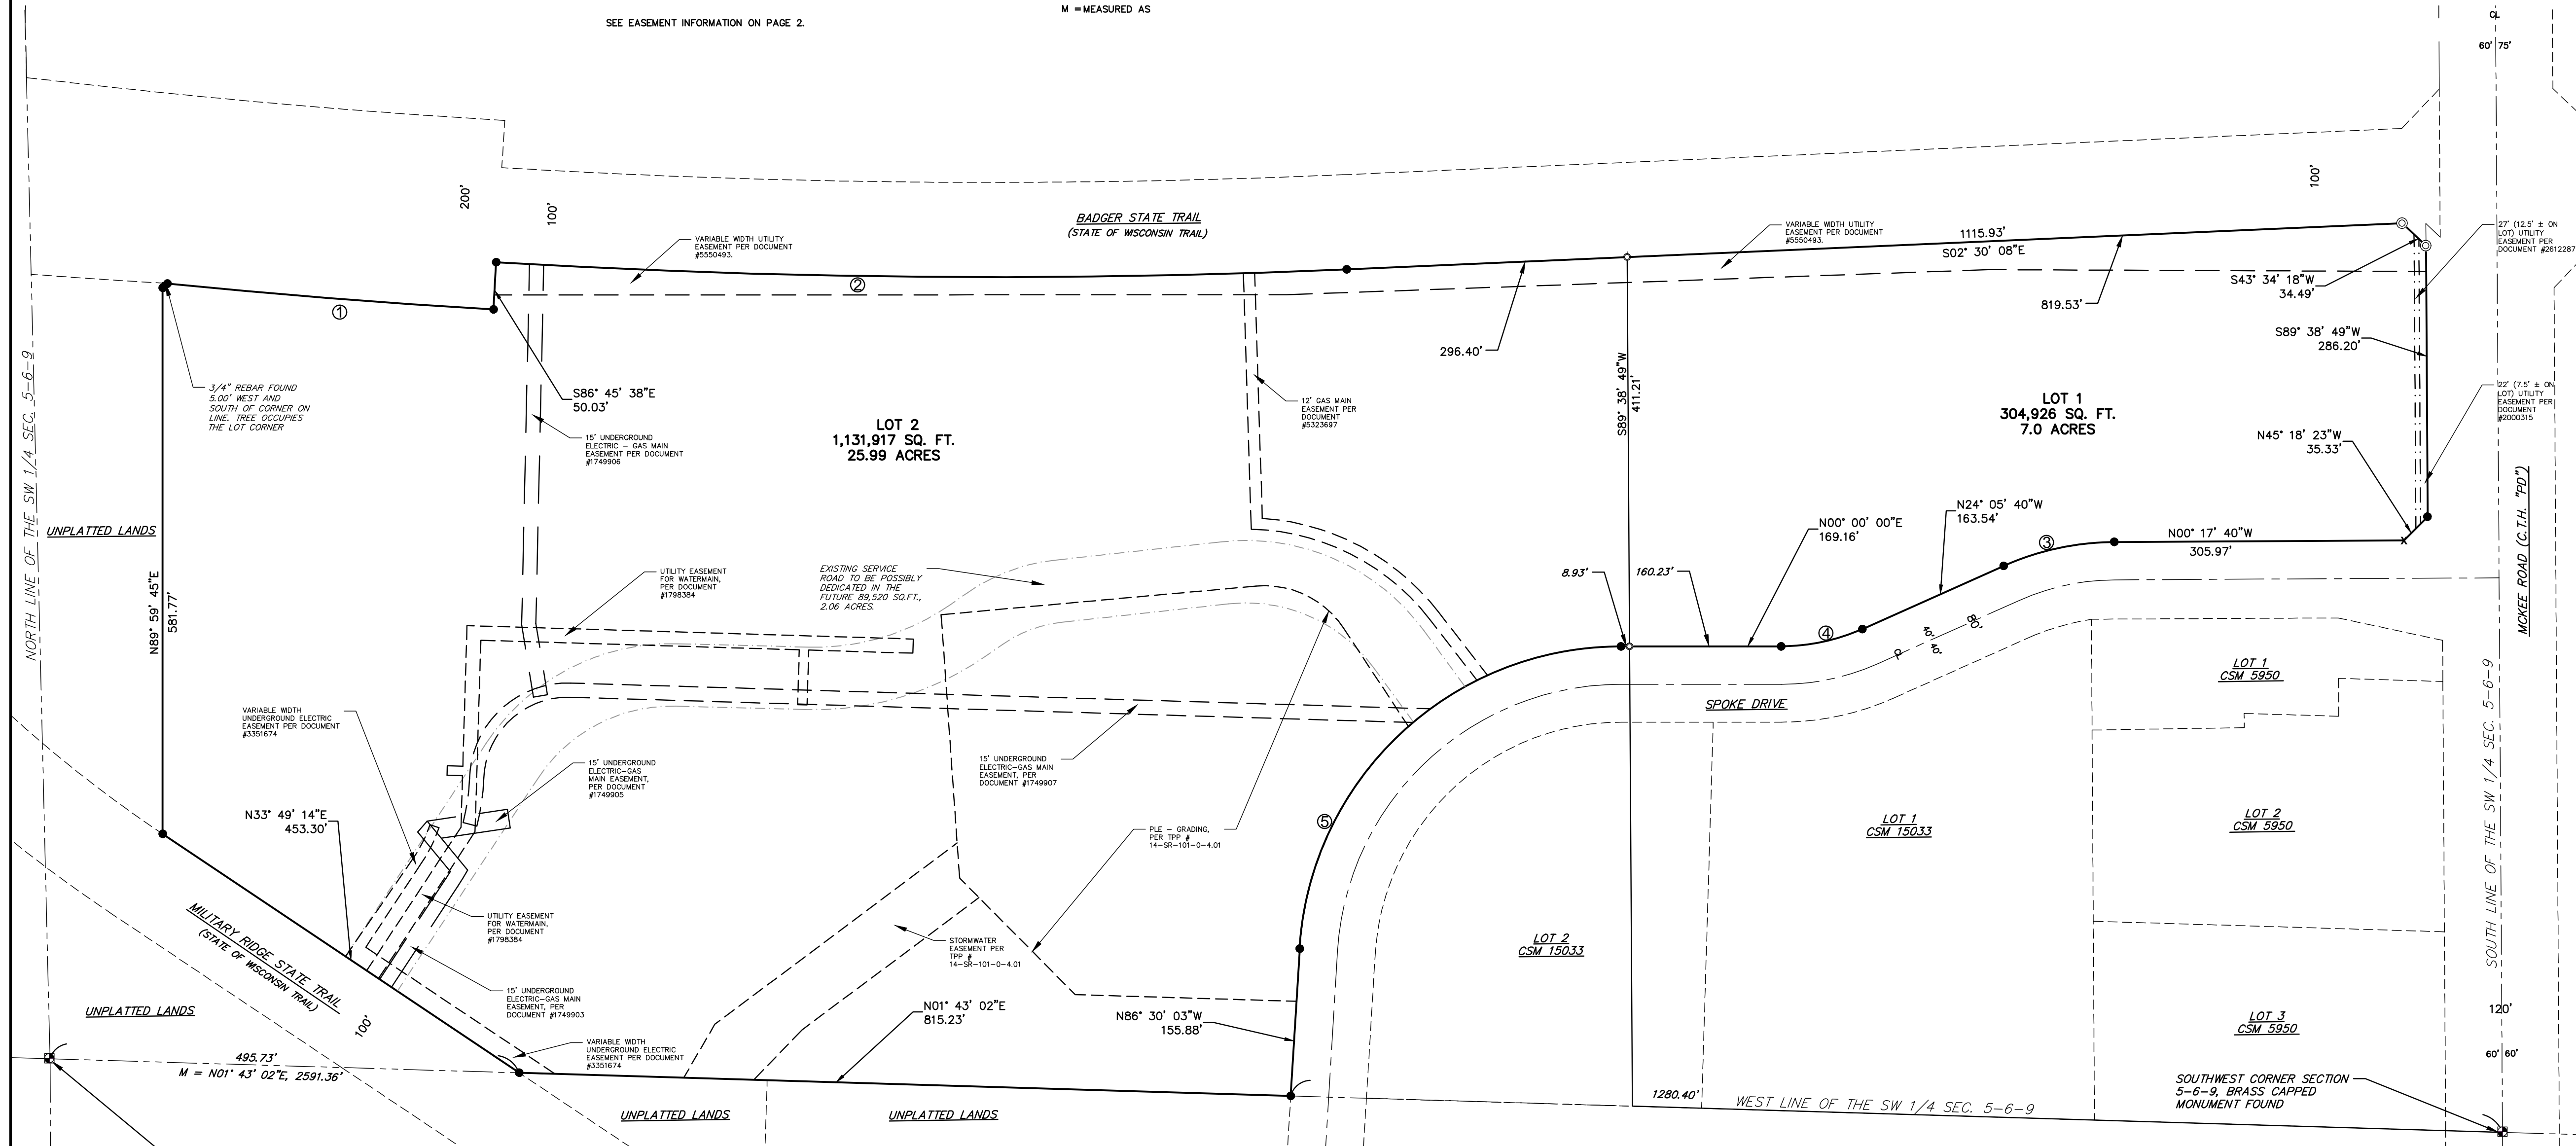 M = MEASURED AS
SEE EASEMENT INFORMATION ON PAGE 2.
60' 75'
200'
100'
BADGER STATE TRAIL
(STATE OF WISCONSIN TRAIL)
100'
VARIABLE WIDTH UTILITY
EASEMENT PER DOCUMENT
#5550493.
VARIABLE WIDTH UTILITY
EASEMENT PER DOCUMENT
#5550493.
1115.93'
S02° 30' 08"E
27' (12.5' ± ON
LOT) UTILITY
EASEMENT PER
DOCUMENT #2612287
S43° 34' 18"W
34.49'
819.53'
296.40'
1
2
S89° 38' 49"W
286.20'
NORTH LINE OF THE SW 1/4 SEC. 5-6-9
3/4" REBAR FOUND
5.00' WEST AND
SOUTH OF CORNER ON
LINE. TREE OCCUPIES
THE LOT CORNER
S86° 45' 38"E
50.03'
15' UNDERGROUND
ELECTRIC - GAS MAIN
EASEMENT PER DOCUMENT
#1749906
LOT 2
1,131,917 SQ. FT.
25.99 ACRES
12' GAS MAIN
EASEMENT PER
DOCUMENT
#5323697
S89° 38' 49"W
411.21'
LOT 1
304,926 SQ. FT.
7.0 ACRES
22' (7.5' ± ON
LOT) UTILITY
EASEMENT PER
DOCUMENT
#2000315
N45° 18' 23"W
35.33'
MCKEE ROAD (C.T.H. "PD")
UNPLATTED LANDS
N89° 59' 45"E
581.77'
UTILITY EASEMENT
FOR WATERMAIN,
PER DOCUMENT
#1798384
EXISTING SERVICE
ROAD TO BE POSSIBLY
DEDICATED IN THE
FUTURE 89,520 SQ.FT.,
2.06 ACRES.
8.93'
160.23'
N00° 00' 00"E
169.16'
N24° 05' 40"W
163.54'
3
N00° 17' 40"W
305.97'
4
40'
40'
80'
SPOKE DRIVE
LOT 1
CSM 5950
SOUTH LINE OF THE SW 1/4 SEC. 5-6-9
VARIABLE WIDTH
UNDERGROUND ELECTRIC
EASEMENT PER DOCUMENT
#3351674
15' UNDERGROUND
ELECTRIC-GAS
MAIN EASEMENT,
PER DOCUMENT
#1749905
15' UNDERGROUND
ELECTRIC-GAS MAIN
EASEMENT, PER
DOCUMENT #1749907
N33° 49' 14"E
453.30'
PLE - GRADING,
PER TPP #
14-SR-101-0-4.01
5
LOT 1
CSM 15033
LOT 2
CSM 5950
MILITARY RIDGE STATE TRAIL
(STATE OF WISCONSIN TRAIL)
100'
UTILITY EASEMENT
FOR WATERMAIN,
PER DOCUMENT
#1798384
STORMWATER
EASEMENT PER
TPP #
14-SR-101-0-4.01
LOT 2
CSM 15033
UNPLATTED LANDS
15' UNDERGROUND
ELECTRIC-GAS MAIN
EASEMENT, PER
DOCUMENT #1749903
N01° 43' 02"E
815.23'
N86° 30' 03"W
155.88'
LOT 3
CSM 5950
120'
60' 60'
495.73'
M = N01° 43' 02"E, 2591.36'
VARIABLE WIDTH
UNDERGROUND ELECTRIC
EASEMENT PER DOCUMENT
#3351674
UNPLATTED LANDS
UNPLATTED LANDS
1280.40'
WEST LINE OF THE SW 1/4 SEC. 5-6-9
SOUTHWEST CORNER SECTION
5-6-9, BRASS CAPPED
MONUMENT FOUND